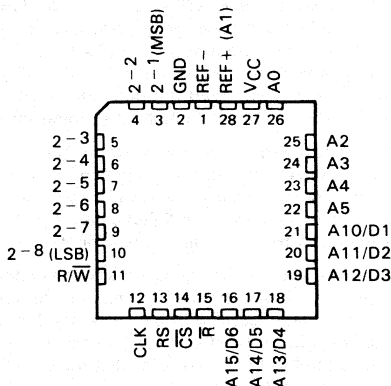 2-2
2-1(MSB)
GND
REF-
REF+ (A1)
VCC
A0
4 3 2 1 28 27 26
2-3 5
2-4 6
2-5 7
2-6 8
2-7 9
2-8 (LSB) 10
R/W̅ 11
25 A2
24 A3
23 A4
22 A5
21 A10/D1
20 A11/D2
19 A12/D3
12 13 14 15 16 17 18
CLK
RS
C̅S̅
R̅
A15/D6
A14/D5
A13/D4